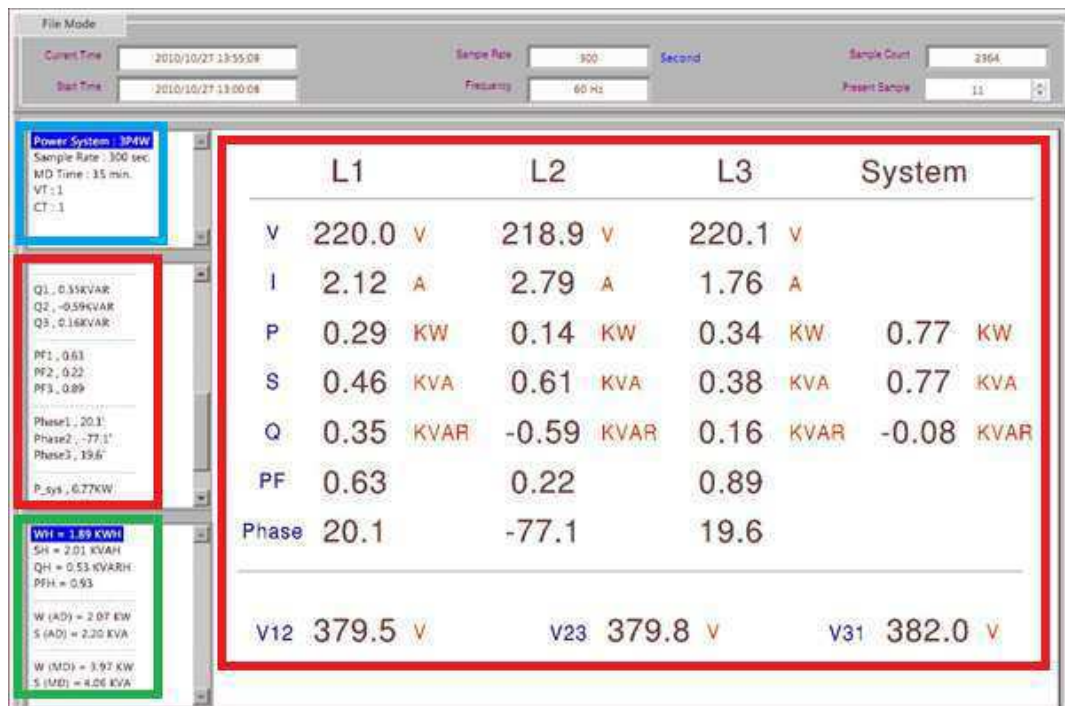 File Mode
Current Time 2010/10/27 13:55:08 Sample Rate 300 Second Sample Count 2364
Start Time 2010/10/27 13:00:08 Frequency 60 Hz Present Sample 11
Power System : 3P4W
Sample Rate : 300 sec.
MD Time : 15 min.
VT : 1
CT : 1
Q1 , 0.35KVAR
Q2 , -0.59KVAR
Q3 , 0.16KVAR
PF1 , 0.63
PF2 , 0.22
PF3 , 0.89
Phase1 , 20.1°
Phase2 , -77.1°
Phase3 , 19.6°
P_sys , 0.77KW
WH = 1.89 KWH
SH = 2.01 KVAH
QH = 0.53 KVARH
PFH = 0.93
W (AD) = 2.07 KW
S (AD) = 2.20 KVA
W (MD) = 3.97 KW
S (MD) = 4.06 KVA
L1 L2 L3 System
V 220.0 V 218.9 V 220.1 V
I 2.12 A 2.79 A 1.76 A
P 0.29 KW 0.14 KW 0.34 KW 0.77 KW
S 0.46 KVA 0.61 KVA 0.38 KVA 0.77 KVA
Q 0.35 KVAR -0.59 KVAR 0.16 KVAR -0.08 KVAR
PF 0.63 0.22 0.89
Phase 20.1 -77.1 19.6
V12 379.5 V V23 379.8 V V31 382.0 V